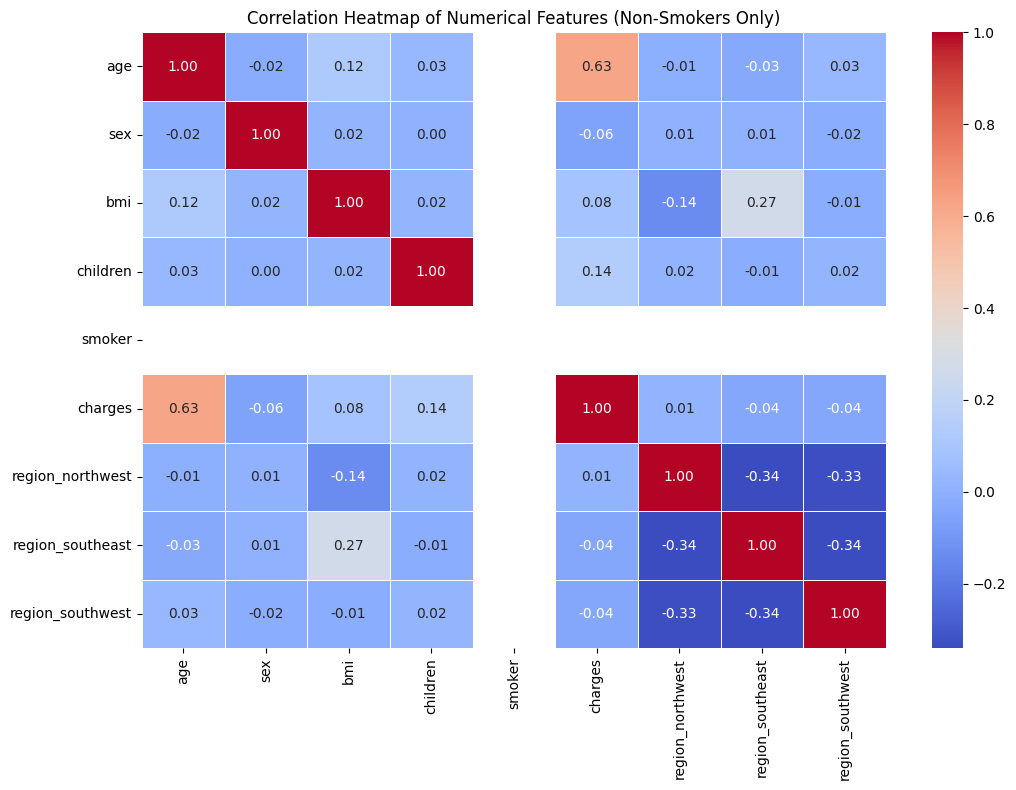 Correlation Heatmap of Numerical Features (Non-Smokers Only)
age 1.00 -0.02 0.12 0.03 0.63 -0.01 -0.03 0.03
sex -0.02 1.00 0.02 0.00 -0.06 0.01 0.01 -0.02
bmi 0.12 0.02 1.00 0.02 0.08 -0.14 0.27 -0.01
children 0.03 0.00 0.02 1.00 0.14 0.02 -0.01 0.02
smoker
charges 0.63 -0.06 0.08 0.14 1.00 0.01 -0.04 -0.04
region_northwest -0.01 0.01 -0.14 0.02 0.01 1.00 -0.34 -0.33
region_southeast -0.03 0.01 0.27 -0.01 -0.04 -0.34 1.00 -0.34
region_southwest 0.03 -0.02 -0.01 0.02 -0.04 -0.33 -0.34 1.00
age sex bmi children smoker charges region_northwest region_southeast region_southwest
1.0
0.8
0.6
0.4
0.2
0.0
−0.2